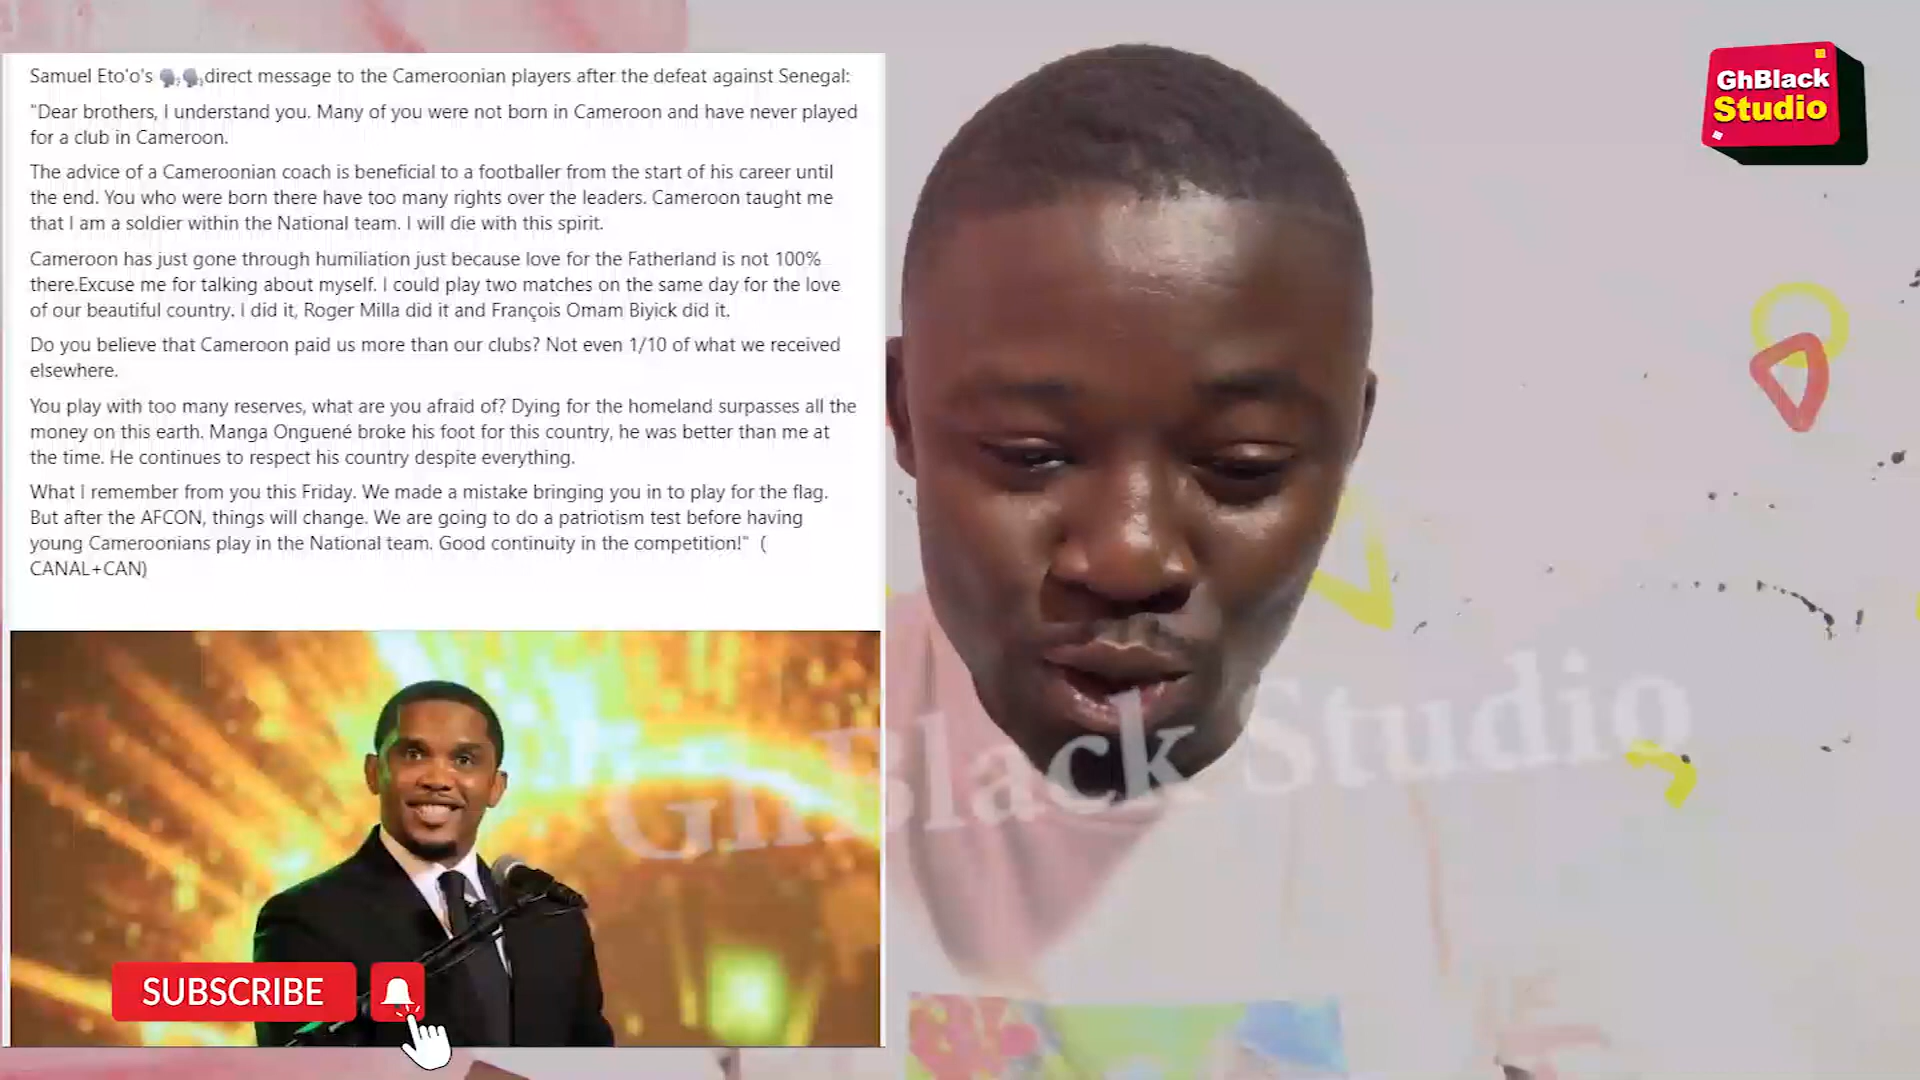 Samuel Eto'o's 🗣️🗣️direct message to the Cameroonian players after the defeat against Senegal:
"Dear brothers, I understand you. Many of you were not born in Cameroon and have never played
for a club in Cameroon.
The advice of a Cameroonian coach is beneficial to a footballer from the start of his career until
the end. You who were born there have too many rights over the leaders. Cameroon taught me
that I am a soldier within the National team. I will die with this spirit.
Cameroon has just gone through humiliation just because love for the Fatherland is not 100%
there.Excuse me for talking about myself. I could play two matches on the same day for the love
of our beautiful country. I did it, Roger Milla did it and François Omam Biyick did it.
Do you believe that Cameroon paid us more than our clubs? Not even 1/10 of what we received
elsewhere.
You play with too many reserves, what are you afraid of? Dying for the homeland surpasses all the
money on this earth. Manga Onguené broke his foot for this country, he was better than me at
the time. He continues to respect his country despite everything.
What I remember from you this Friday. We made a mistake bringing you in to play for the flag.
But after the AFCON, things will change. We are going to do a patriotism test before having
young Cameroonians play in the National team. Good continuity in the competition!" (
CANAL+CAN)
SUBSCRIBE
GhBlack
Studio
GhBlack Studio